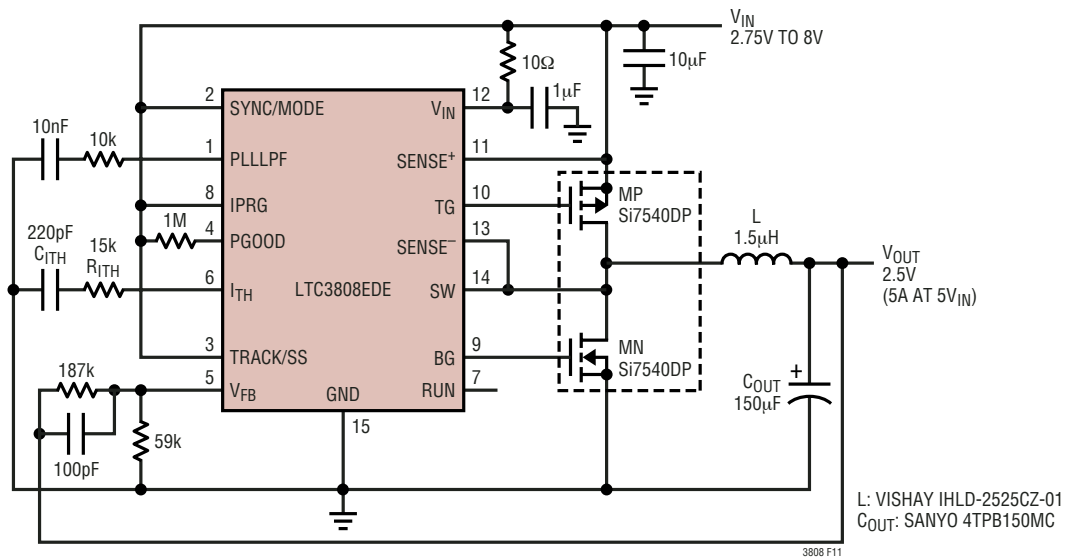 V_IN
2.75V TO 8V
10Ω
10µF
1µF
2
SYNC/MODE
V_IN
12
10nF
10k
1
PLLLPF
SENSE+
11
8
IPRG
TG
10
MP
Si7540DP
1M
4
PGOOD
SENSE−
13
220pF
C_ITH
15k
R_ITH
6
I_TH
LTC3808EDE
SW
14
L
1.5µH
V_OUT
2.5V
(5A AT 5V_IN)
3
TRACK/SS
BG
9
MN
Si7540DP
187k
5
V_FB
GND
RUN
7
15
59k
100pF
+
C_OUT
150µF
L: VISHAY IHLD-2525CZ-01
C_OUT: SANYO 4TPB150MC
3808 F11